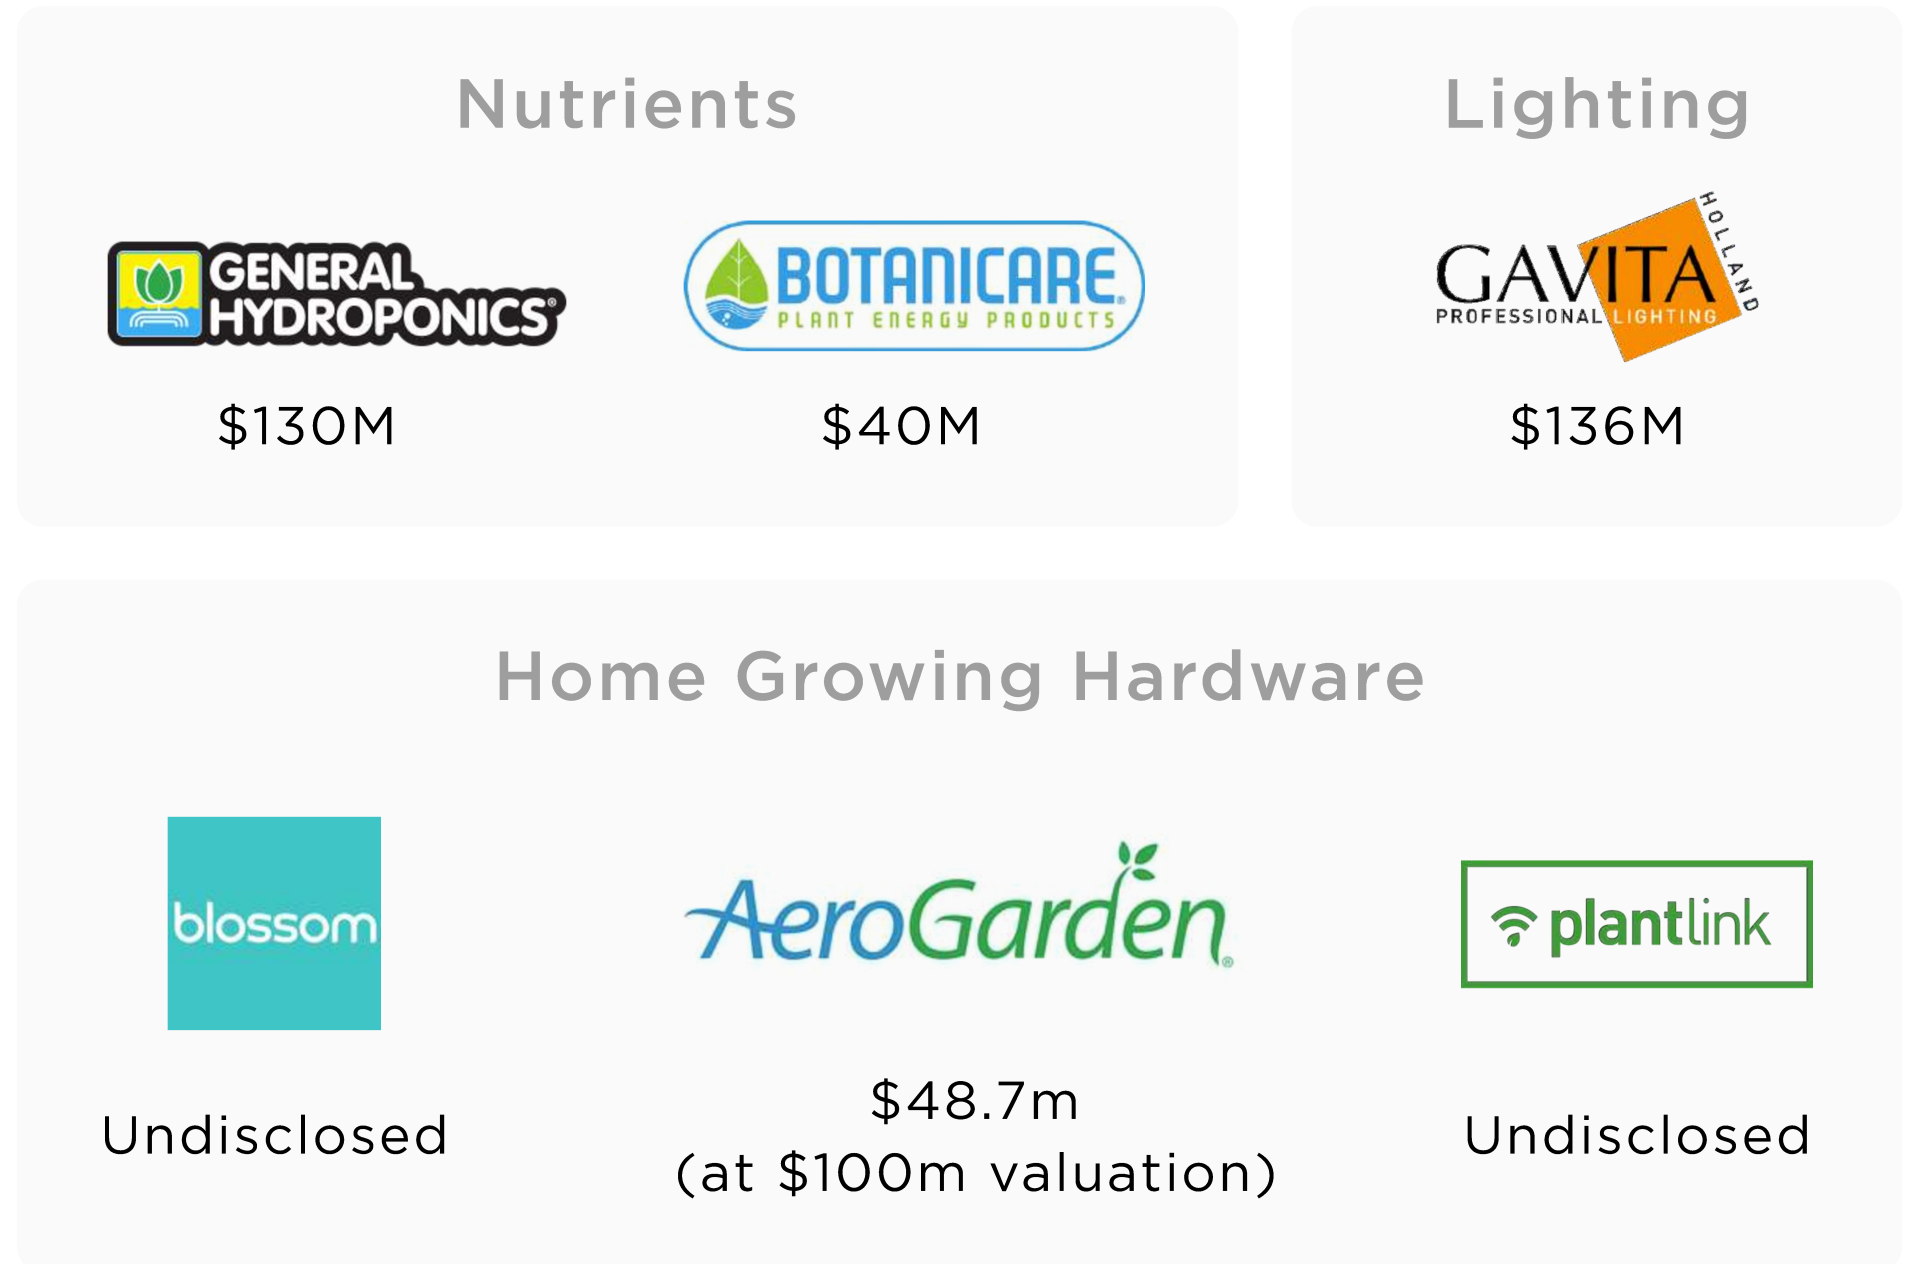 Nutrients
GENERAL
HYDROPONICS®
$130M
BOTANICARE®
PLANT ENERGY PRODUCTS
$40M
Lighting
GAVITA
PROFESSIONAL LIGHTING
HOLLAND
$136M
Home Growing Hardware
blossom
Undisclosed
AeroGarden®
$48.7m
(at $100m valuation)
plantlink
Undisclosed